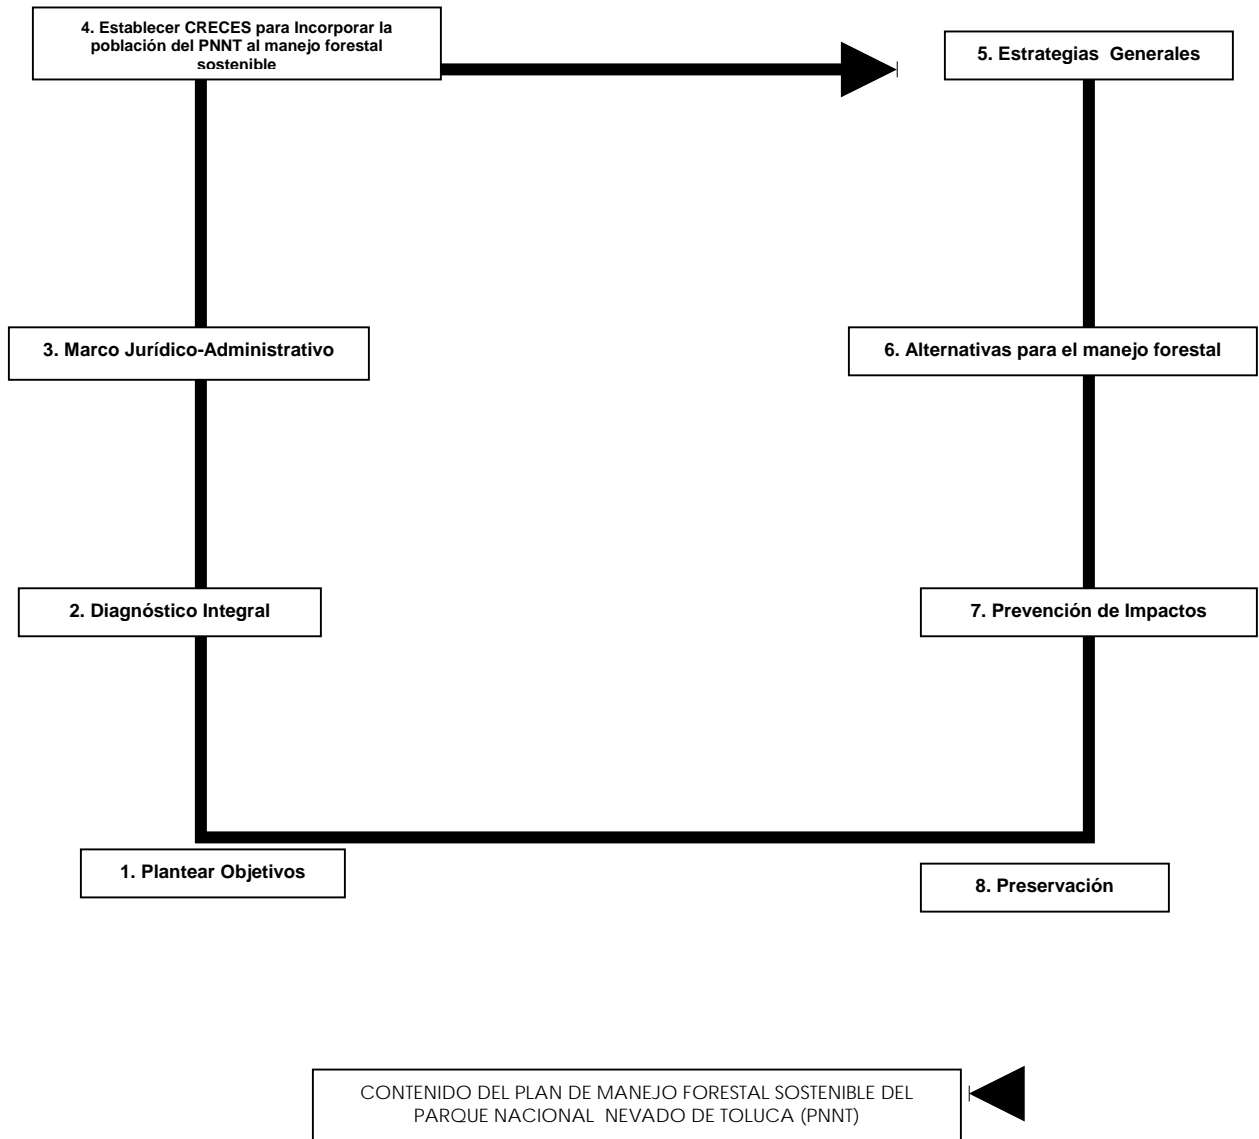 4. Establecer CRECES para Incorporar la
población del PNNT al manejo forestal
sostenible
5. Estrategias Generales
3. Marco Jurídico-Administrativo
6. Alternativas para el manejo forestal
2. Diagnóstico Integral
7. Prevención de Impactos
1. Plantear Objetivos
8. Preservación
CONTENIDO DEL PLAN DE MANEJO FORESTAL SOSTENIBLE DEL
PARQUE NACIONAL NEVADO DE TOLUCA (PNNT)